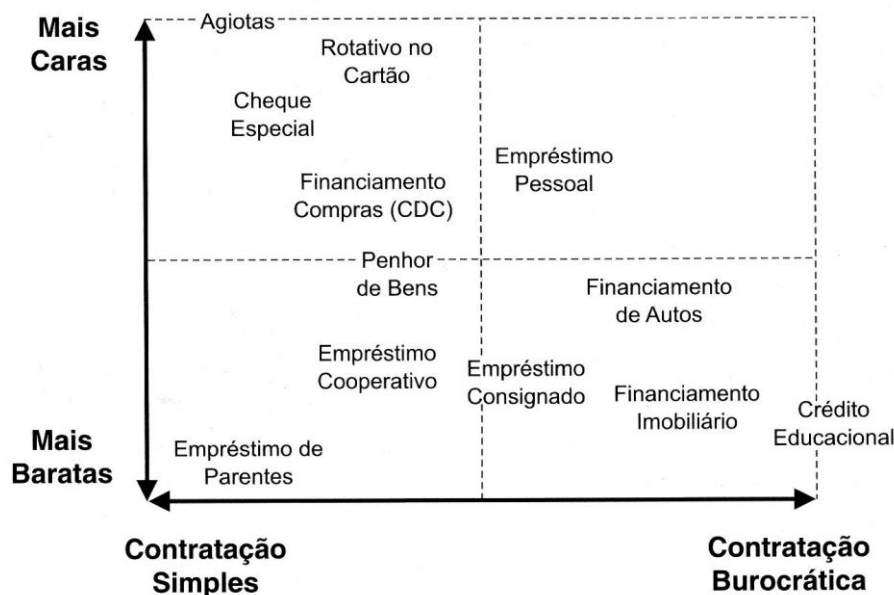 Mais
Caras
Agiotas
Rotativo no
Cartão
Cheque
Especial
Empréstimo
Pessoal
Financiamento
Compras (CDC)
Penhor
de Bens
Financiamento
de Autos
Empréstimo
Cooperativo
Empréstimo
Consignado
Financiamento
Imobiliário
Crédito
Educacional
Mais
Baratas
Empréstimo de
Parentes
Contratação
Simples
Contratação
Burocrática